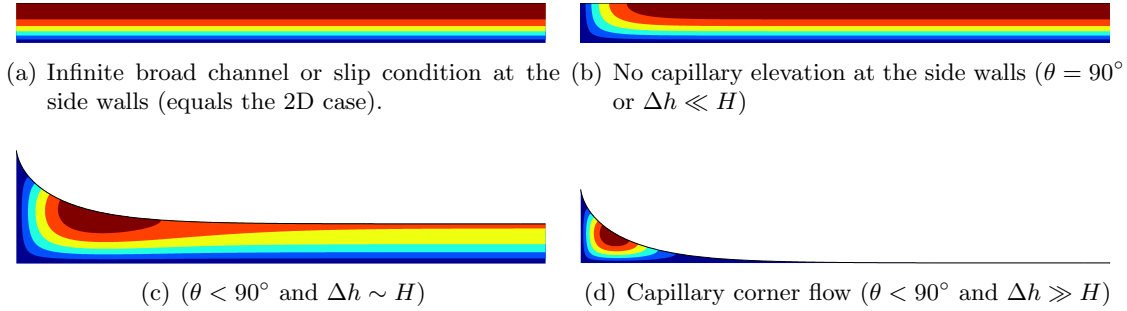 (a) Infinite broad channel or slip condition at the
side walls (equals the 2D case).
(b) No capillary elevation at the side walls (θ = 90°
or Δh ≪ H)
(c) (θ < 90° and Δh ∼ H)
(d) Capillary corner flow (θ < 90° and Δh ≫ H)